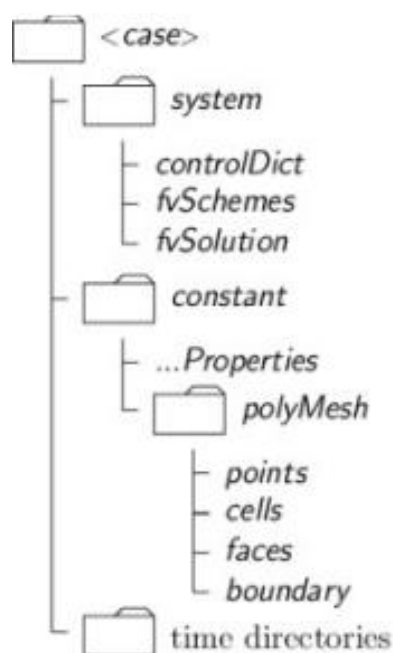 <case>
system
controlDict
fvSchemes
fvSolution
constant
...Properties
polyMesh
points
cells
faces
boundary
time directories